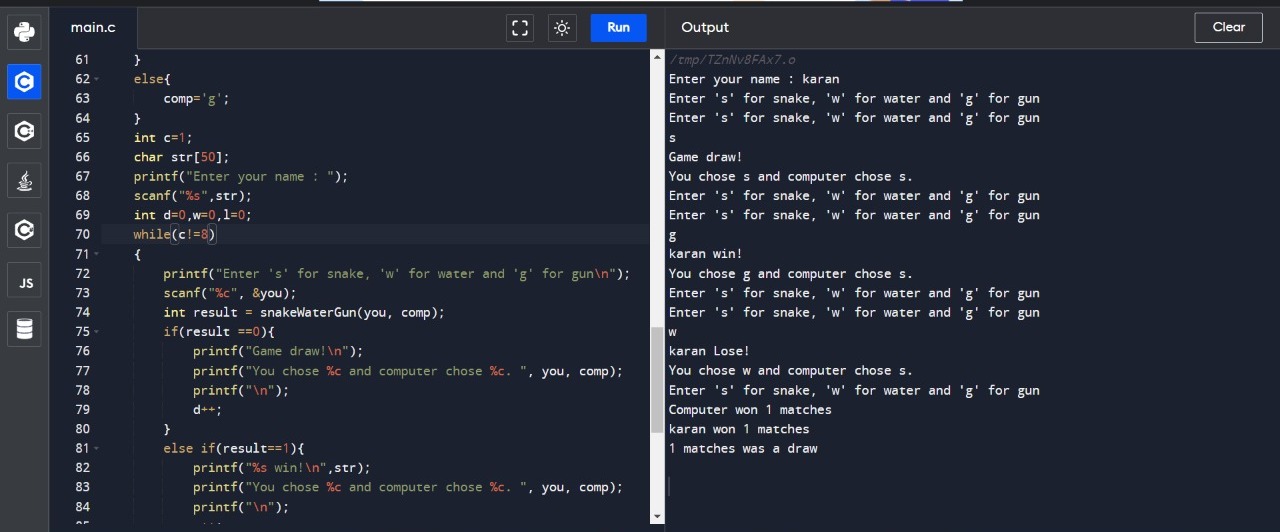 main.c
Run
61 }
62 else{
63 comp='g';
64 }
65 int c=1;
66 char str[50];
67 printf("Enter your name : ");
68 scanf("%s",str);
69 int d=0,w=0,l=0;
70 while(c!=8)
71 {
72 printf("Enter 's' for snake, 'w' for water and 'g' for gun\n");
73 scanf("%c", &you);
74 int result = snakeWaterGun(you, comp);
75 if(result ==0){
76 printf("Game draw!\n");
77 printf("You chose %c and computer chose %c. ", you, comp);
78 printf("\n");
79 d++;
80 }
81 else if(result==1){
82 printf("%s win!\n",str);
83 printf("You chose %c and computer chose %c. ", you, comp);
84 printf("\n");
JS
Output
Clear
/tmp/TZnNv8FAx7.o
Enter your name : karan
Enter 's' for snake, 'w' for water and 'g' for gun
Enter 's' for snake, 'w' for water and 'g' for gun
s
Game draw!
You chose s and computer chose s.
Enter 's' for snake, 'w' for water and 'g' for gun
Enter 's' for snake, 'w' for water and 'g' for gun
g
karan win!
You chose g and computer chose s.
Enter 's' for snake, 'w' for water and 'g' for gun
Enter 's' for snake, 'w' for water and 'g' for gun
w
karan Lose!
You chose w and computer chose s.
Enter 's' for snake, 'w' for water and 'g' for gun
Computer won 1 matches
karan won 1 matches
1 matches was a draw